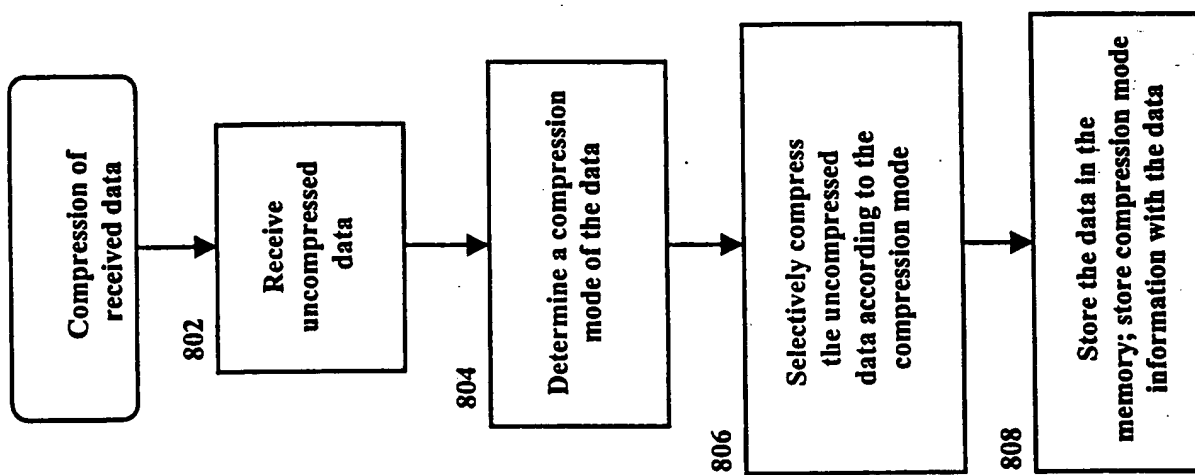 Compression of
received data
802
Receive
uncompressed
data
804
Determine a compression
mode of the data
806
Selectively compress
the uncompressed
data according to the
compression mode
808
Store the data in the
memory; store compression mode
information with the data